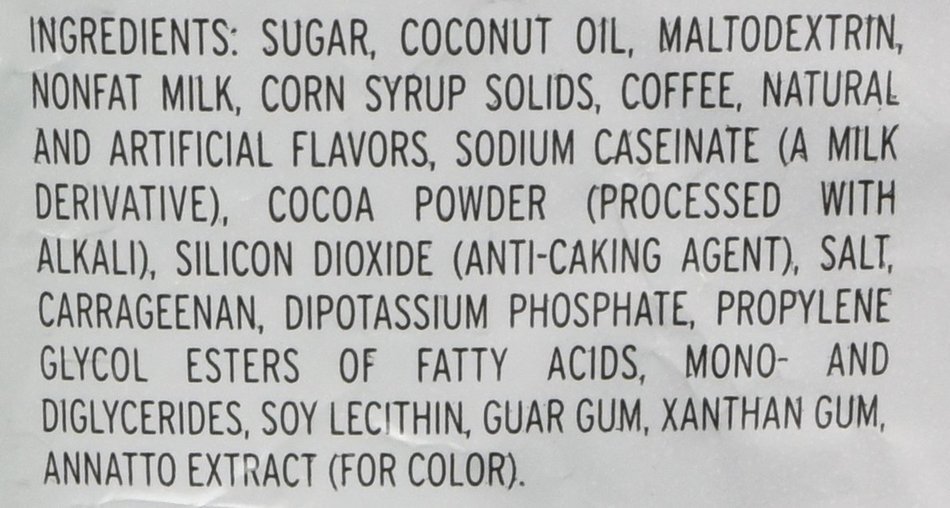 INGREDIENTS: SUGAR, COCONUT OIL, MALTODEXTRIN,
NONFAT MILK, CORN SYRUP SOLIDS, COFFEE, NATURAL
AND ARTIFICIAL FLAVORS, SODIUM CASEINATE (A MILK
DERIVATIVE), COCOA POWDER (PROCESSED WITH
ALKALI), SILICON DIOXIDE (ANTI-CAKING AGENT), SALT,
CARRAGEENAN, DIPOTASSIUM PHOSPHATE, PROPYLENE
GLYCOL ESTERS OF FATTY ACIDS, MONO- AND
DIGLYCERIDES, SOY LECITHIN, GUAR GUM, XANTHAN GUM,
ANNATTO EXTRACT (FOR COLOR).